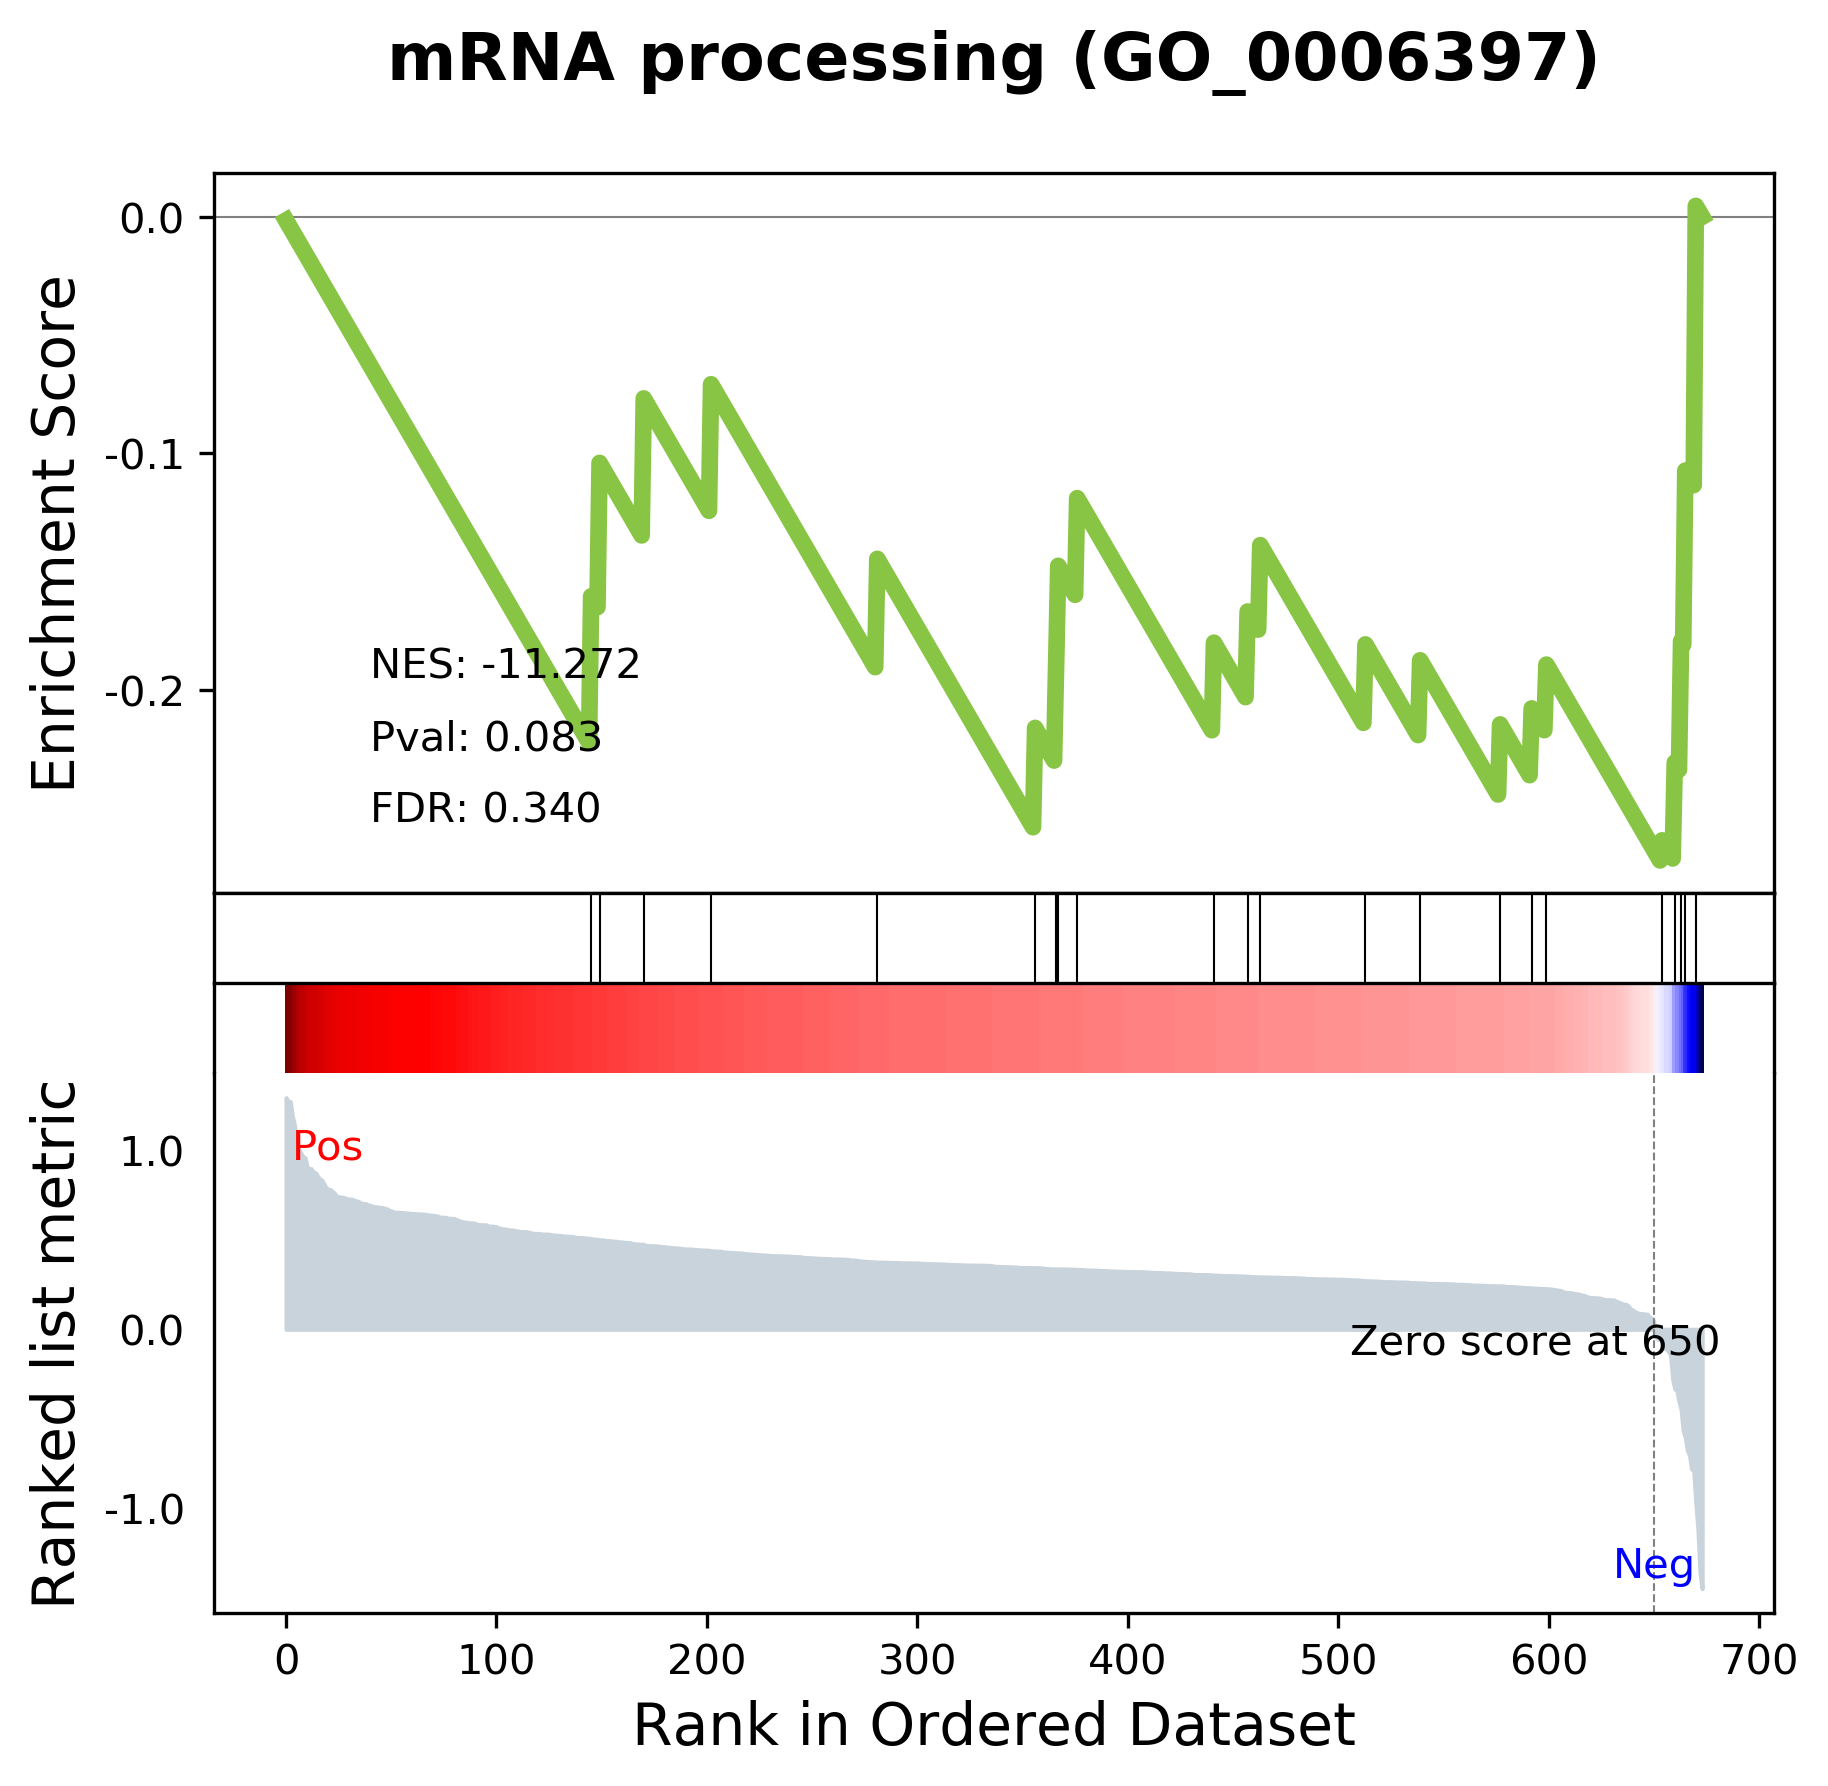 mRNA processing (GO_0006397)
Enrichment Score
0.0
-0.1
-0.2
NES: -11.272
Pval: 0.083
FDR: 0.340
Ranked list metric
1.0
0.0
-1.0
Pos
Zero score at 650
Neg
0 100 200 300 400 500 600 700
Rank in Ordered Dataset